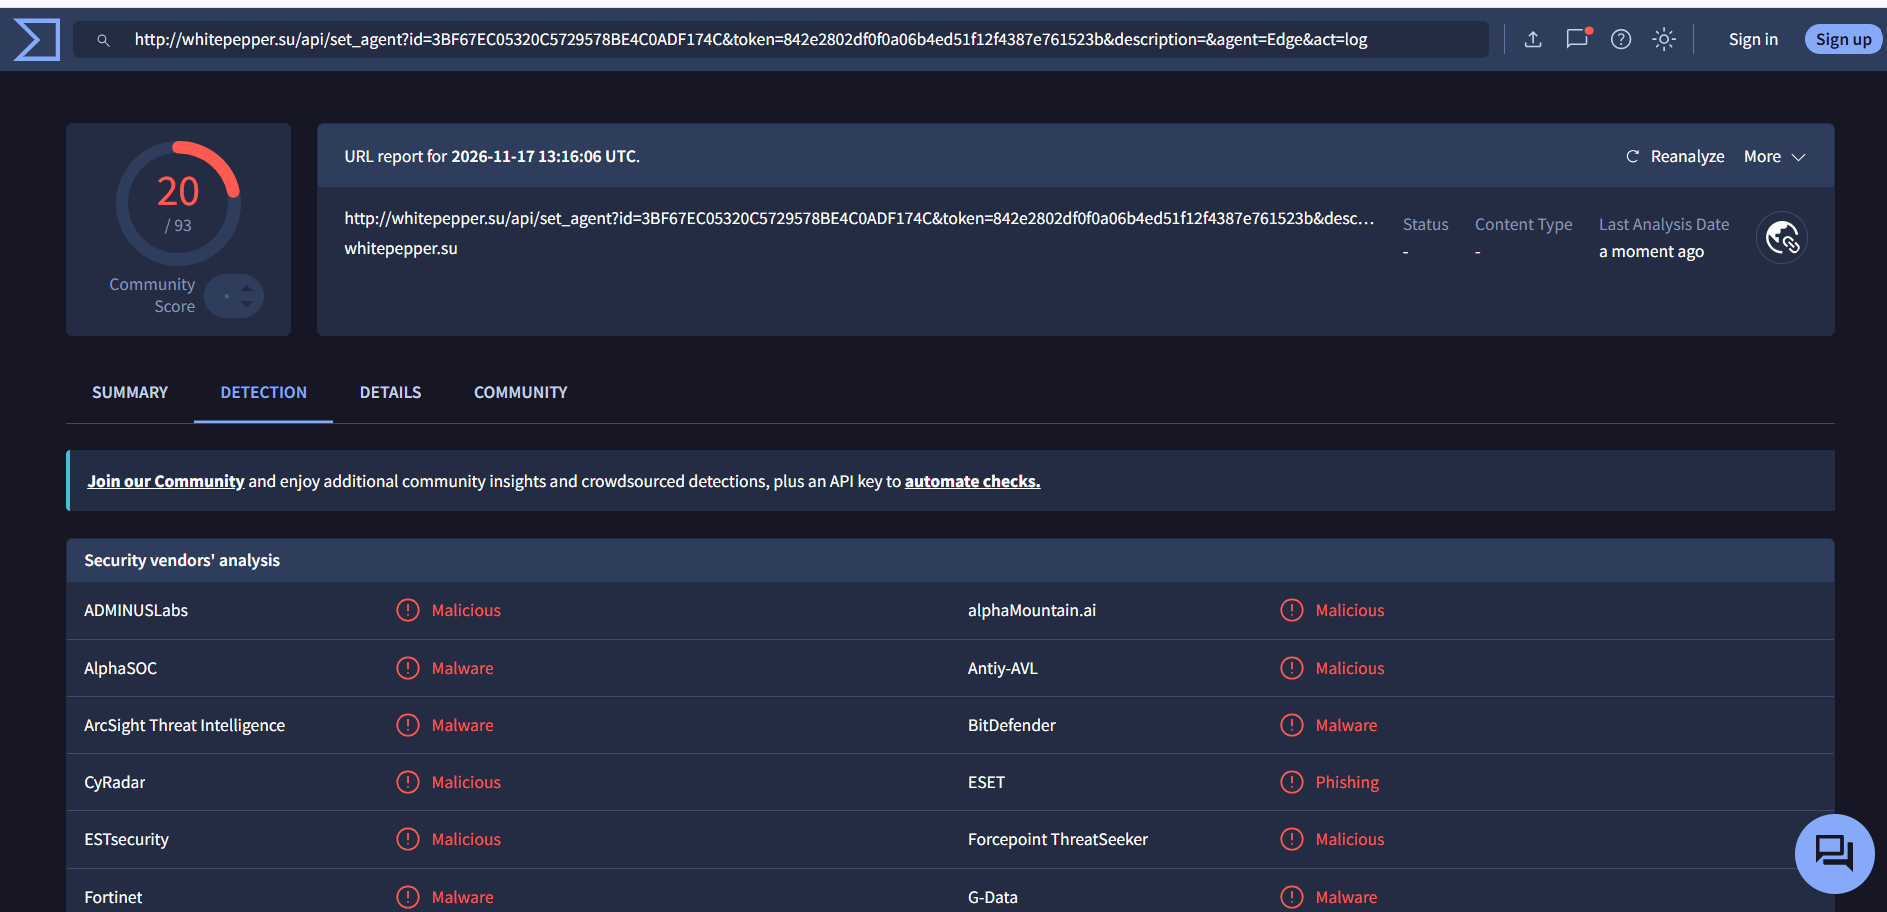 http://whitepepper.su/api/set_agent?id=3BF67EC05320C5729578BE4C0ADF174C&token=842e2802df0f0a06b4ed51f12f4387e761523b&description=&agent=Edge&act=log
Sign in
Sign up
20
/ 93
Community
Score
URL report for 2026-11-17 13:16:06 UTC.
Reanalyze
More
http://whitepepper.su/api/set_agent?id=3BF67EC05320C5729578BE4C0ADF174C&token=842e2802df0f0a06b4ed51f12f4387e761523b&desc...
whitepepper.su
Status
-
Content Type
-
Last Analysis Date
a moment ago
SUMMARY
DETECTION
DETAILS
COMMUNITY
Join our Community and enjoy additional community insights and crowdsourced detections, plus an API key to automate checks.
Security vendors' analysis
ADMINUSLabs
Malicious
alphaMountain.ai
Malicious
AlphaSOC
Malware
Antiy-AVL
Malicious
ArcSight Threat Intelligence
Malware
BitDefender
Malware
CyRadar
Malicious
ESET
Phishing
ESTsecurity
Malicious
Forcepoint ThreatSeeker
Malicious
Fortinet
Malware
G-Data
Malware